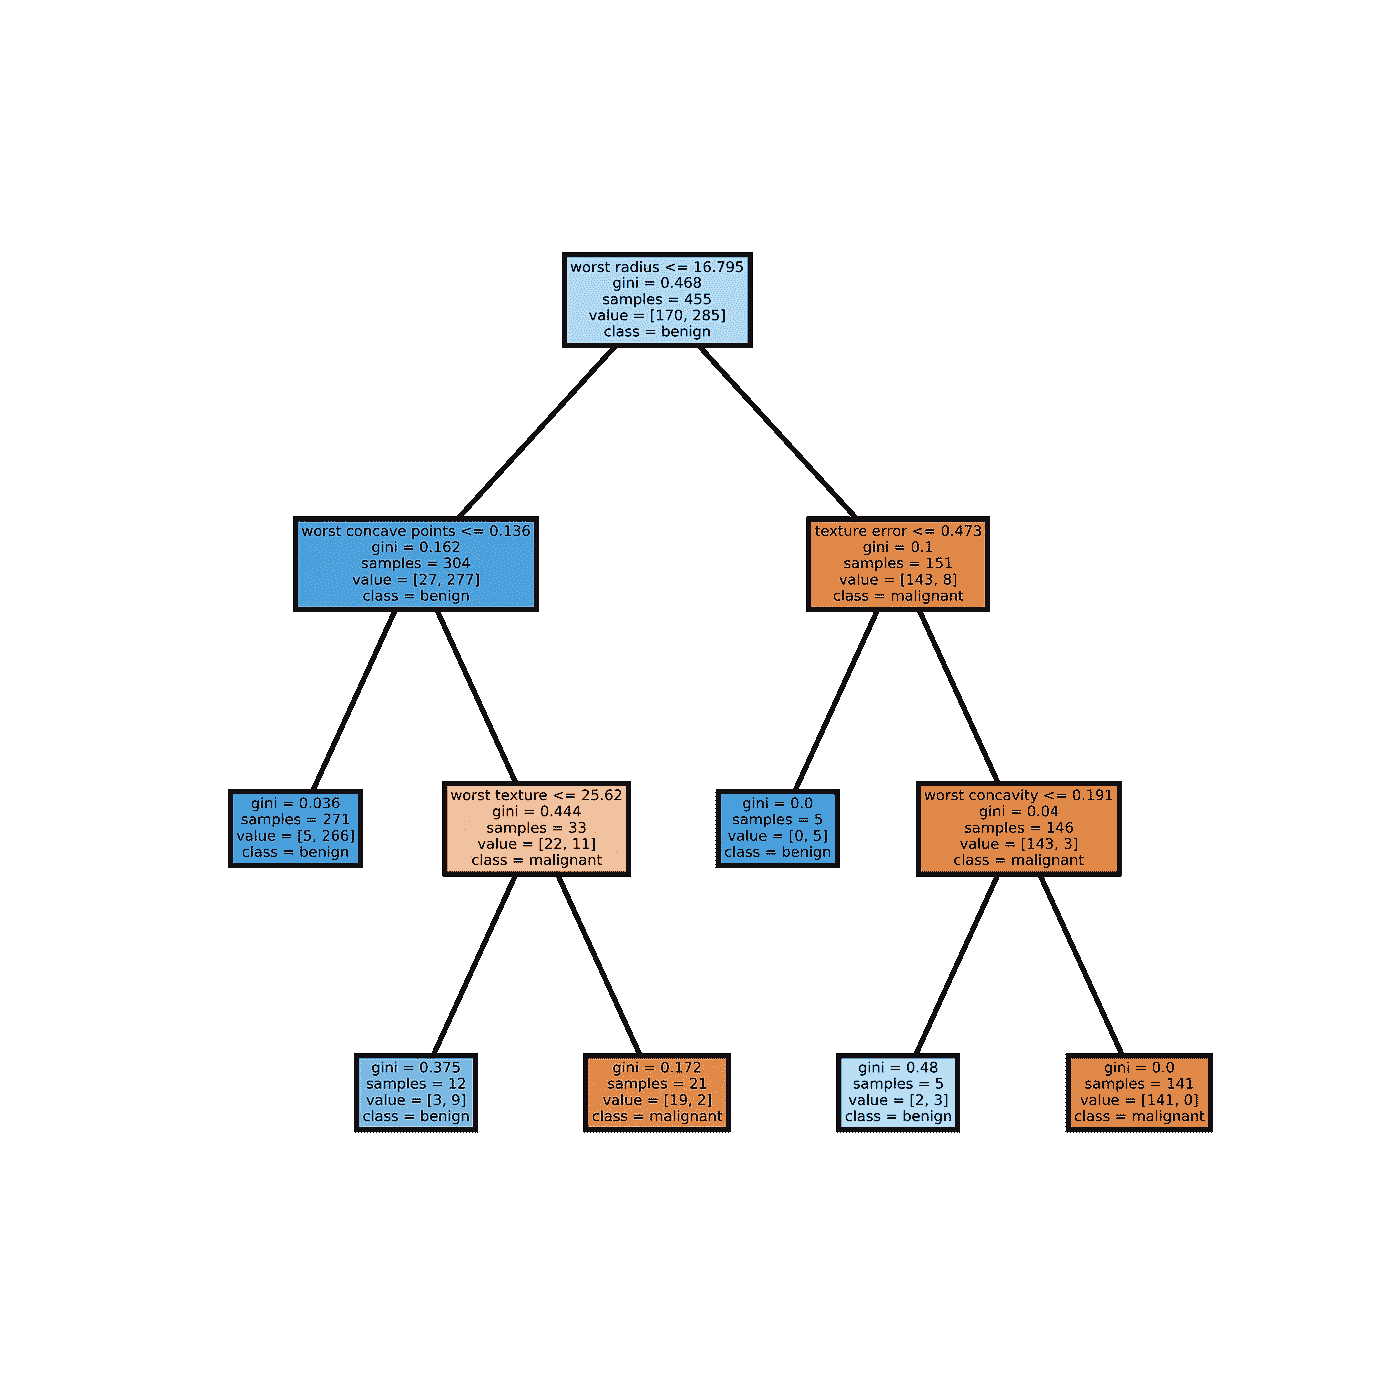 worst radius <= 16.795
gini = 0.468
samples = 455
value = [170, 285]
class = benign
worst concave points <= 0.136
gini = 0.162
samples = 304
value = [27, 277]
class = benign
texture error <= 0.473
gini = 0.1
samples = 151
value = [143, 8]
class = malignant
gini = 0.036
samples = 271
value = [5, 266]
class = benign
worst texture <= 25.62
gini = 0.444
samples = 33
value = [22, 11]
class = malignant
gini = 0.0
samples = 5
value = [0, 5]
class = benign
worst concavity <= 0.191
gini = 0.04
samples = 146
value = [143, 3]
class = malignant
gini = 0.375
samples = 12
value = [3, 9]
class = benign
gini = 0.172
samples = 21
value = [19, 2]
class = malignant
gini = 0.48
samples = 5
value = [2, 3]
class = benign
gini = 0.0
samples = 141
value = [141, 0]
class = malignant